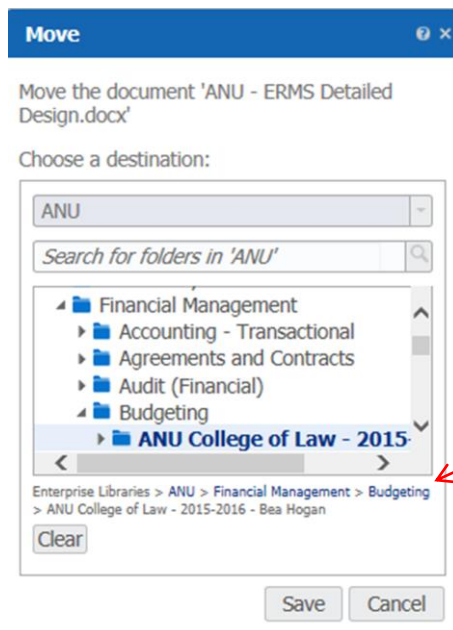 Move
Move the document 'ANU - ERMS Detailed
Design.docx'
Choose a destination:
ANU
Search for folders in 'ANU'
Financial Management
Accounting - Transactional
Agreements and Contracts
Audit (Financial)
Budgeting
ANU College of Law - 2015-
Enterprise Libraries > ANU > Financial Management > Budgeting
> ANU College of Law - 2015-2016 - Bea Hogan
Clear
Save Cancel